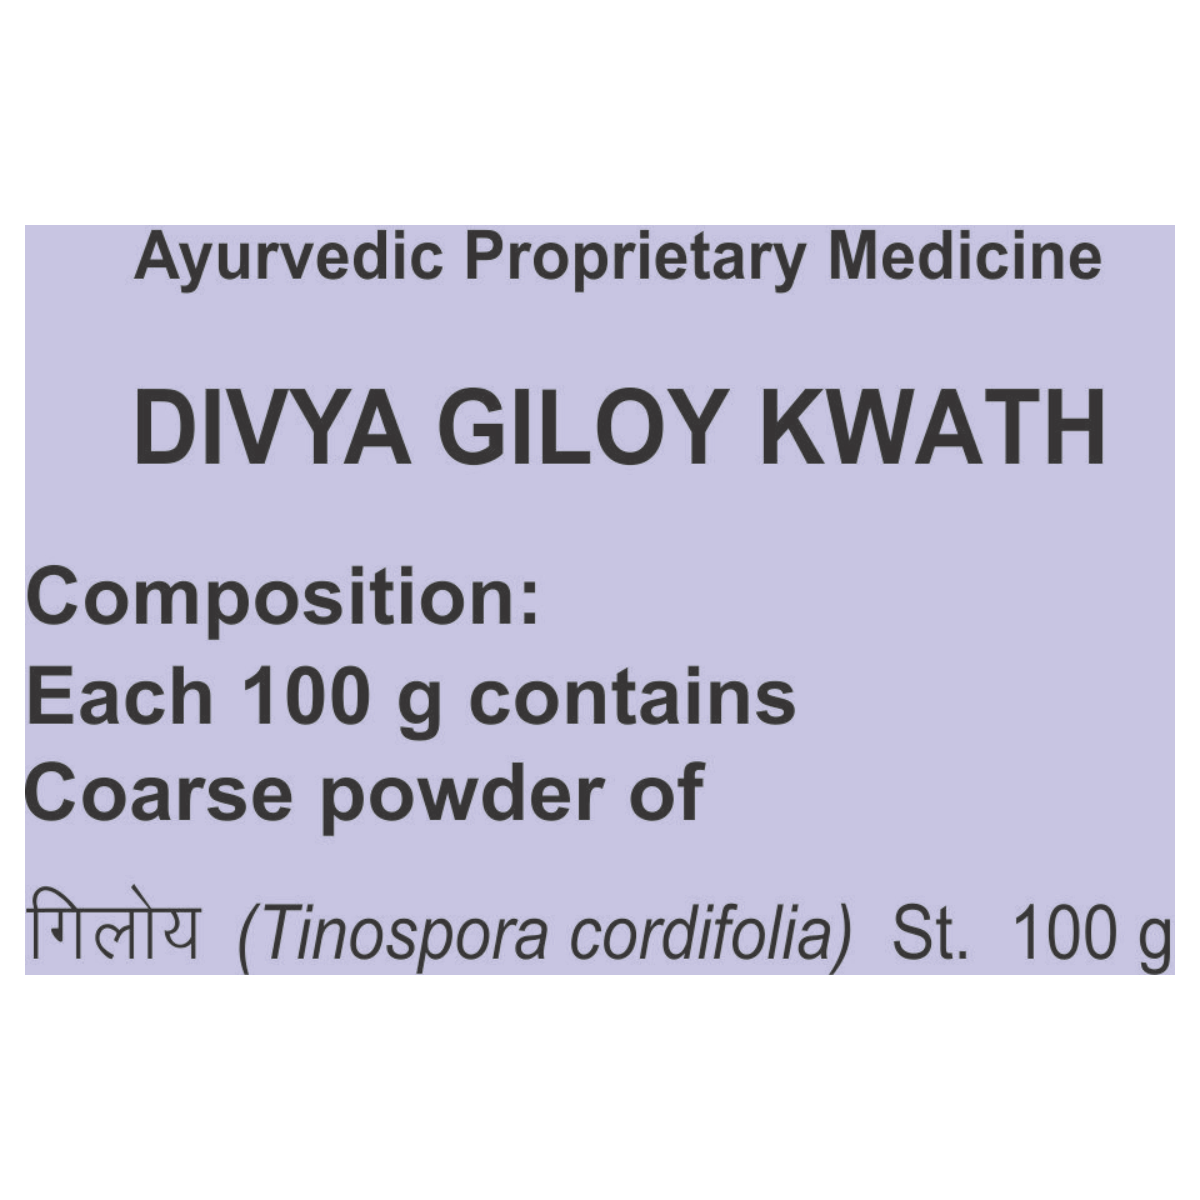 Ayurvedic Proprietary Medicine
DIVYA GILOY KWATH
Composition:
Each 100 g contains
Coarse powder of
गिलोय (Tinospora cordifolia) St. 100 g